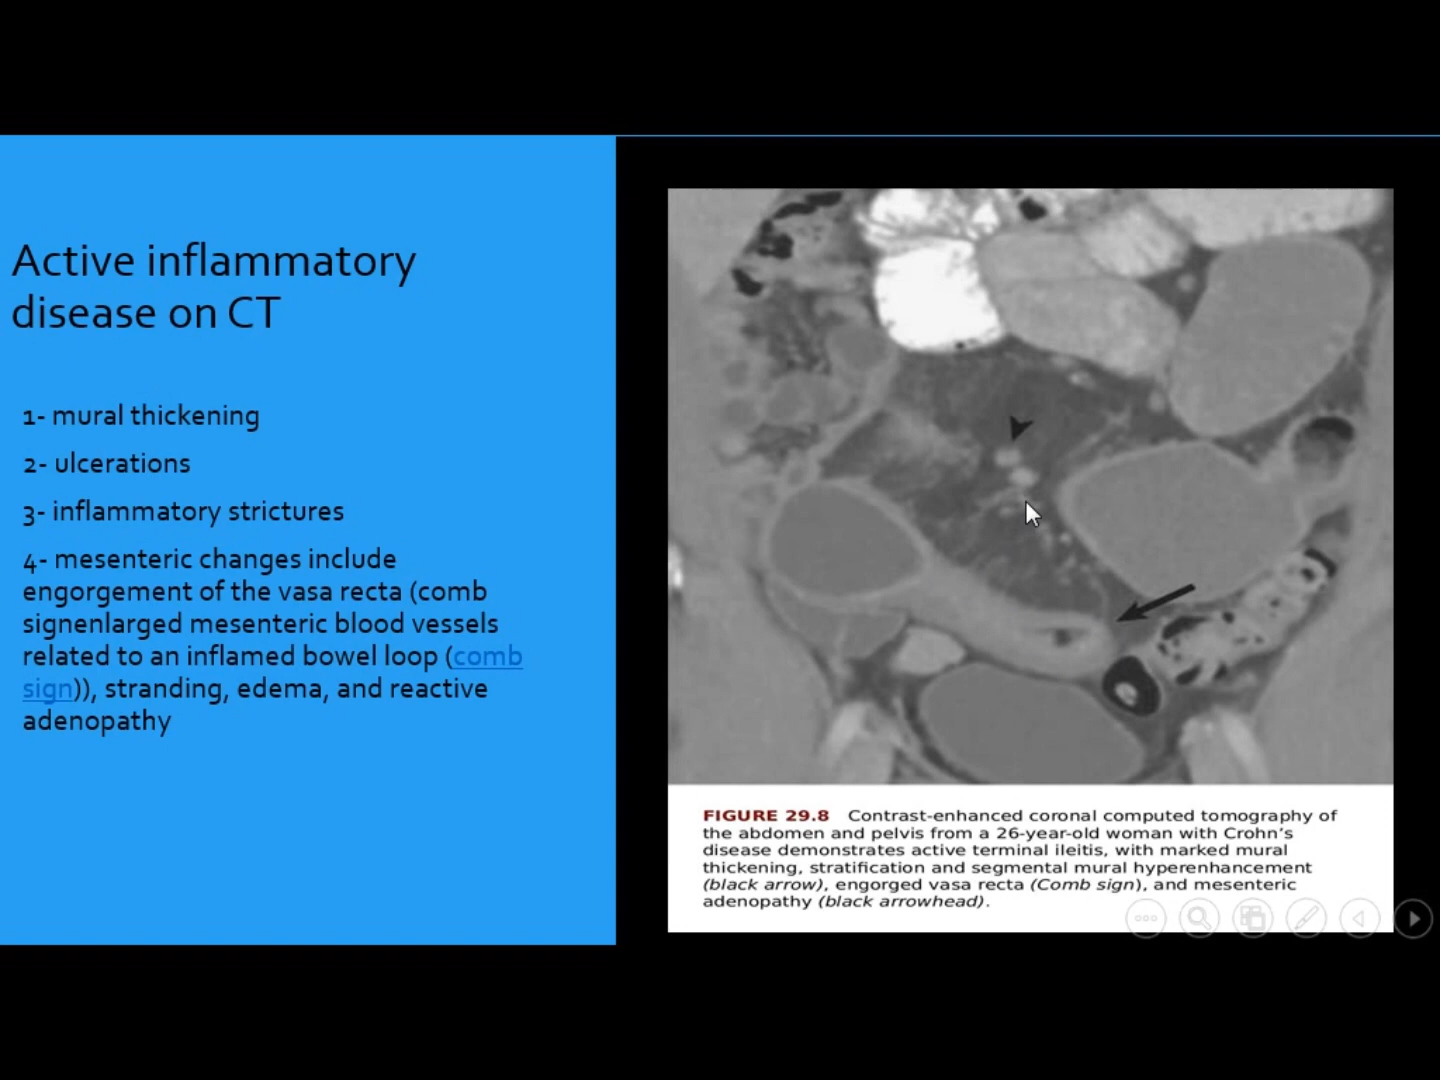 Active inflammatory
disease on CT
1- mural thickening
2- ulcerations
3- inflammatory strictures
4- mesenteric changes include
engorgement of the vasa recta (comb
signenlarged mesenteric blood vessels
related to an inflamed bowel loop (comb
sign)), stranding, edema, and reactive
adenopathy
FIGURE 29.8 Contrast-enhanced coronal computed tomography of
the abdomen and pelvis from a 26-year-old woman with Crohn's
disease demonstrates active terminal ileitis, with marked mural
thickening, stratification and segmental mural hyperenhancement
(black arrow), engorged vasa recta (Comb sign), and mesenteric
adenopathy (black arrowhead).